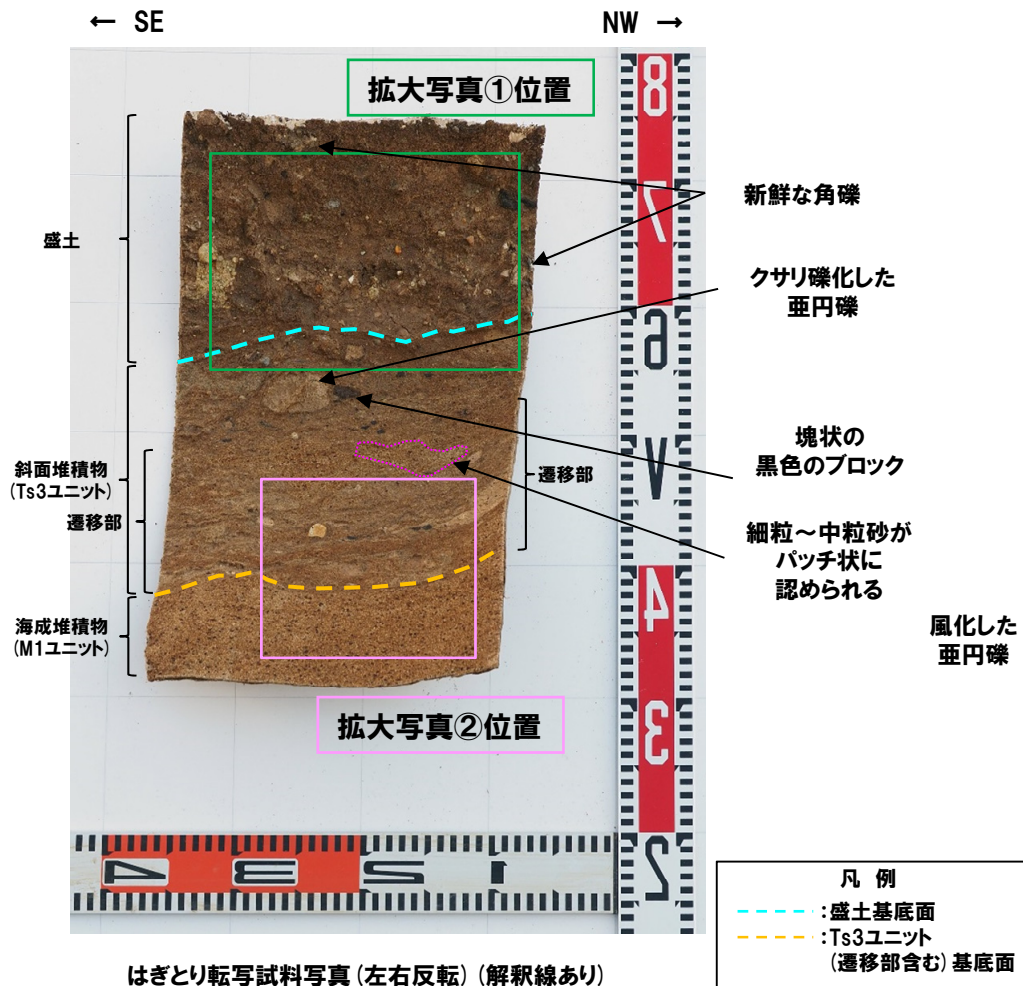 ← SE
NW →
拡大写真①位置
新鮮な角礫
盛土
クサリ礫化した
亜円礫
塊状の
黒色のブロック
斜面堆積物
(Ts3ユニット)
遷移部
遷移部
細粒~中粒砂が
パッチ状に
認められる
海成堆積物
(M1ユニット)
風化した
亜円礫
拡大写真②位置
8
7
6
5
4
3
2
4
3
2
1
凡 例
:盛土基底面
:Ts3ユニット
(遷移部含む)基底面
はぎとり転写試料写真(左右反転)(解釈線あり)